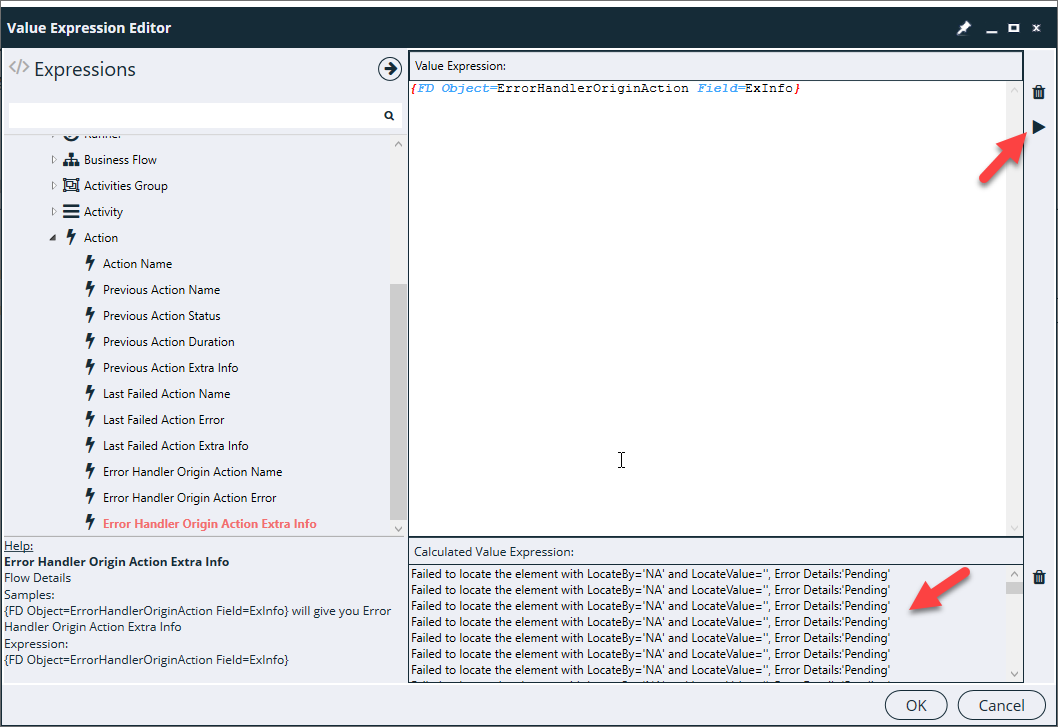 Value Expression Editor
Expressions
Runner
Business Flow
Activities Group
Activity
Action
Action Name
Previous Action Name
Previous Action Status
Previous Action Duration
Previous Action Extra Info
Last Failed Action Name
Last Failed Action Error
Last Failed Action Extra Info
Error Handler Origin Action Name
Error Handler Origin Action Error
Error Handler Origin Action Extra Info
Help:
Error Handler Origin Action Extra Info
Flow Details
Samples:
{FD Object=ErrorHandlerOriginAction Field=ExInfo} will give you Error
Handler Origin Action Extra Info
Expression:
{FD Object=ErrorHandlerOriginAction Field=ExInfo}
Value Expression:
{FD Object=ErrorHandlerOriginAction Field=ExInfo}
Calculated Value Expression:
Failed to locate the element with LocateBy='NA' and LocateValue='', Error Details:'Pending'
Failed to locate the element with LocateBy='NA' and LocateValue='', Error Details:'Pending'
Failed to locate the element with LocateBy='NA' and LocateValue='', Error Details:'Pending'
Failed to locate the element with LocateBy='NA' and LocateValue='', Error Details:'Pending'
Failed to locate the element with LocateBy='NA' and LocateValue='', Error Details:'Pending'
Failed to locate the element with LocateBy='NA' and LocateValue='', Error Details:'Pending'
Failed to locate the element with LocateBy='NA' and LocateValue='', Error Details:'Pending'
OK
Cancel